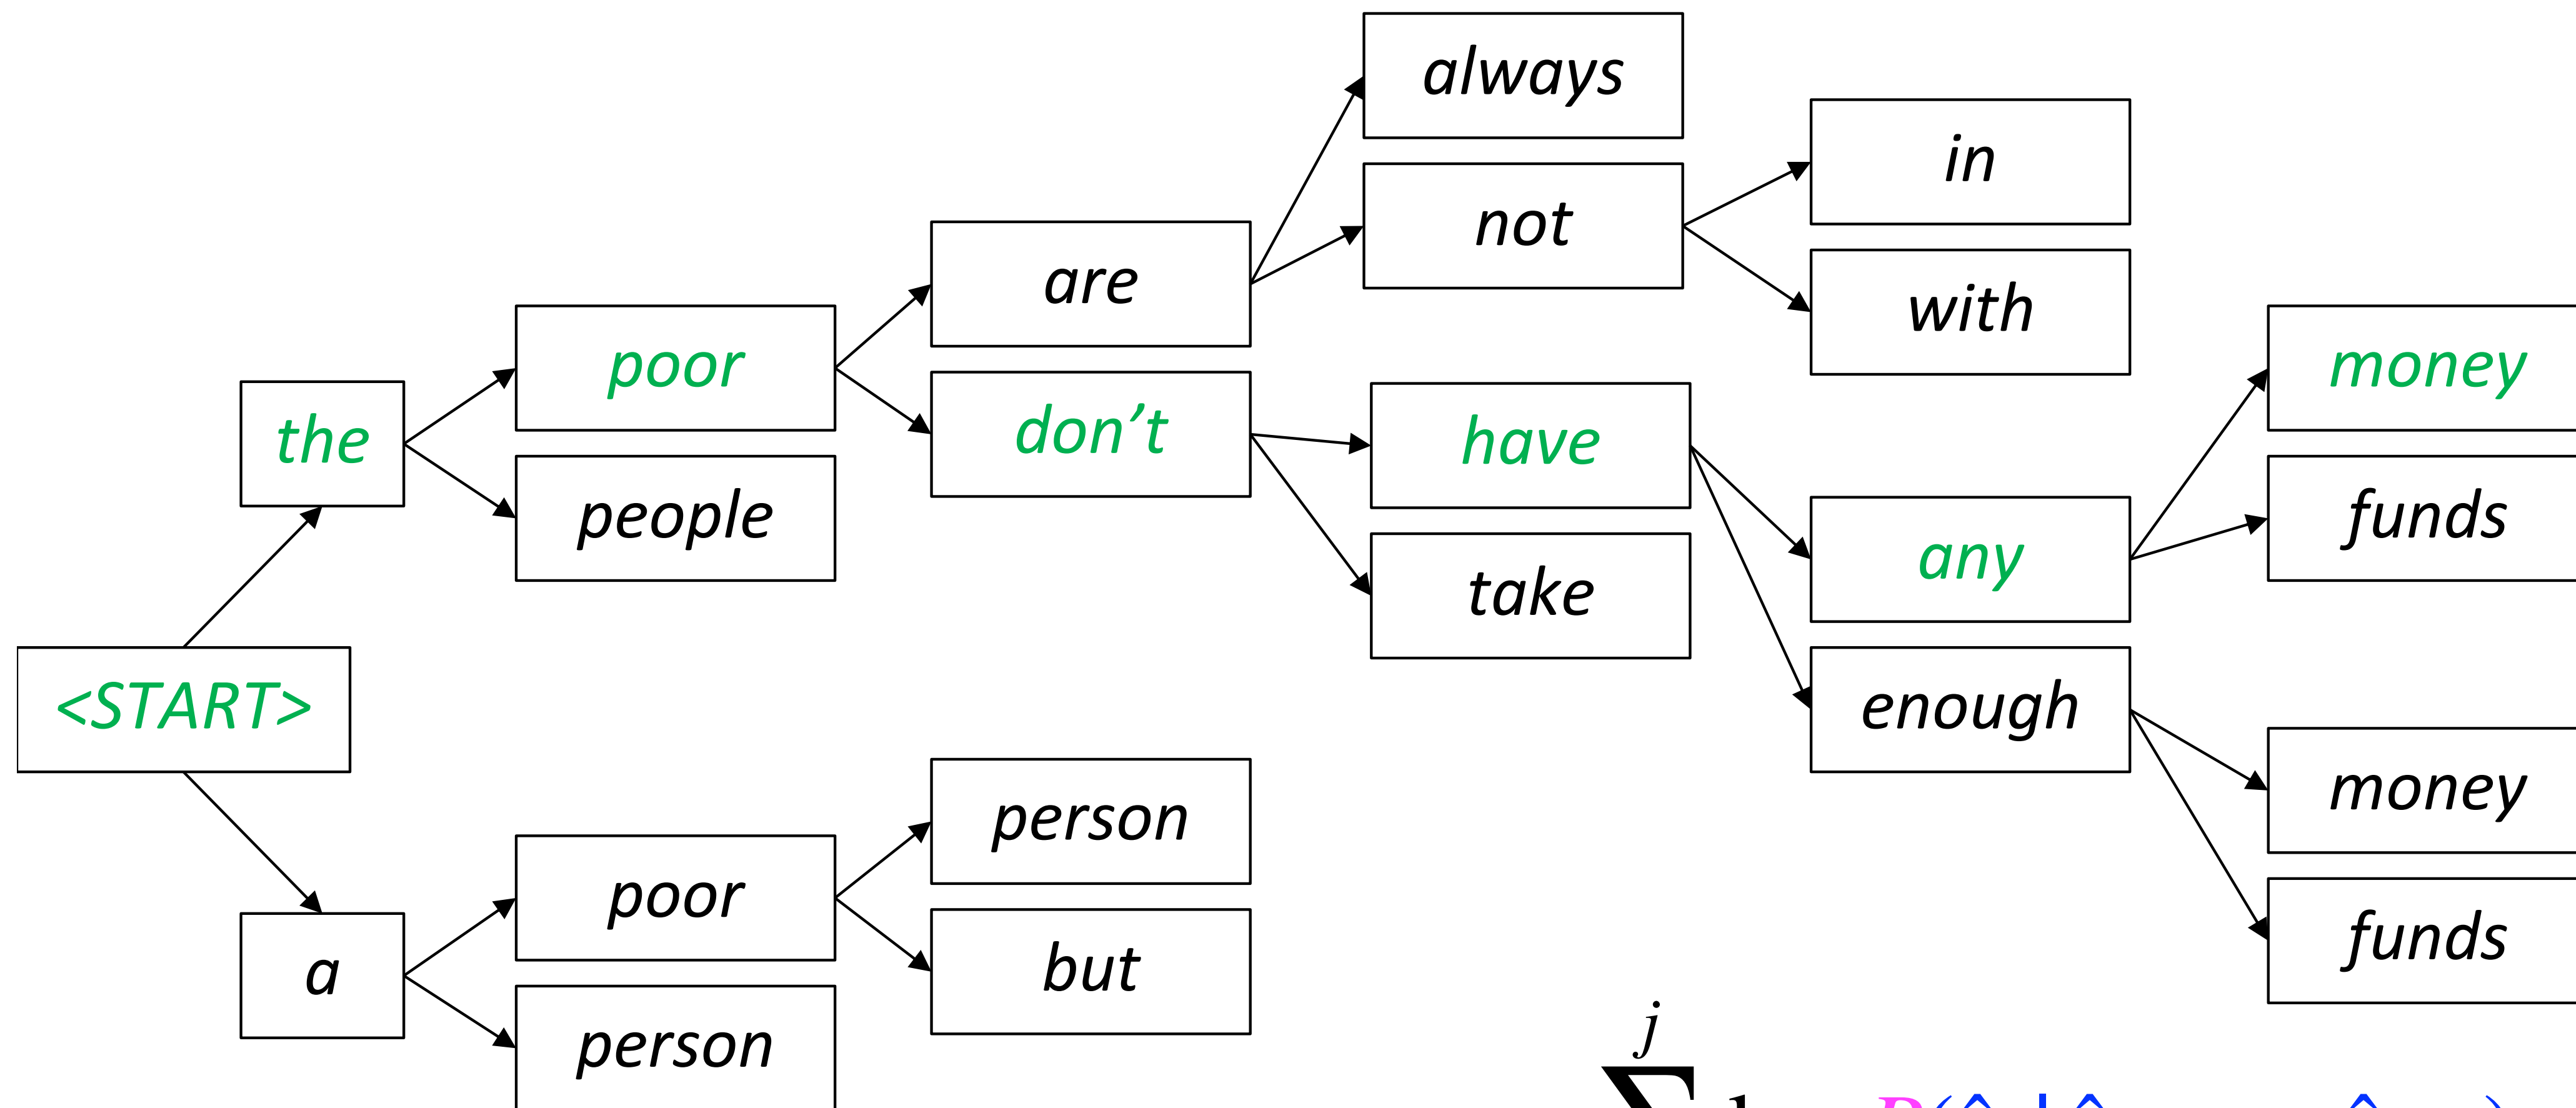 always
in
not
are
with
poor
money
the
don't
have
people
funds
any
take
<START>
enough
person
money
poor
but
funds
a
person
j
∑